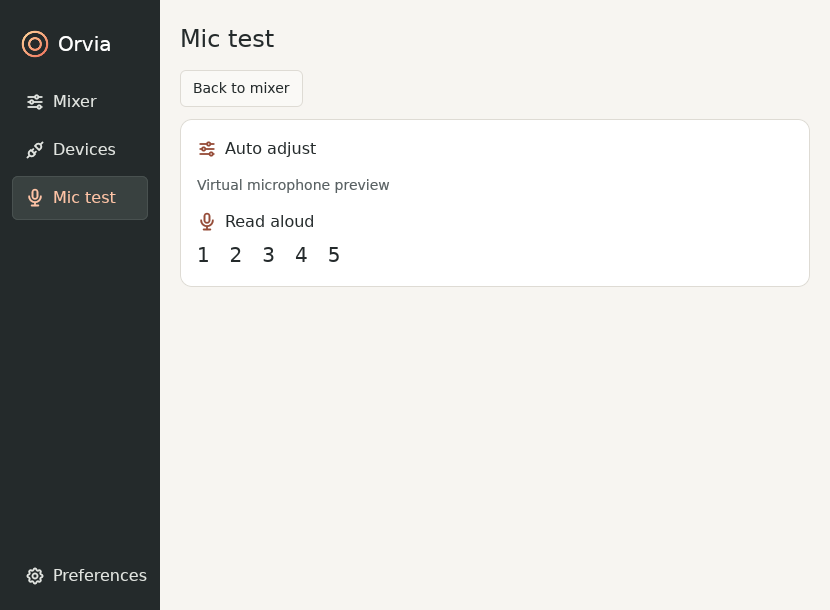 Orvia
Mixer
Devices
Mic test
Preferences
Mic test
Back to mixer
Auto adjust
Virtual microphone preview
Read aloud
1 2 3 4 5